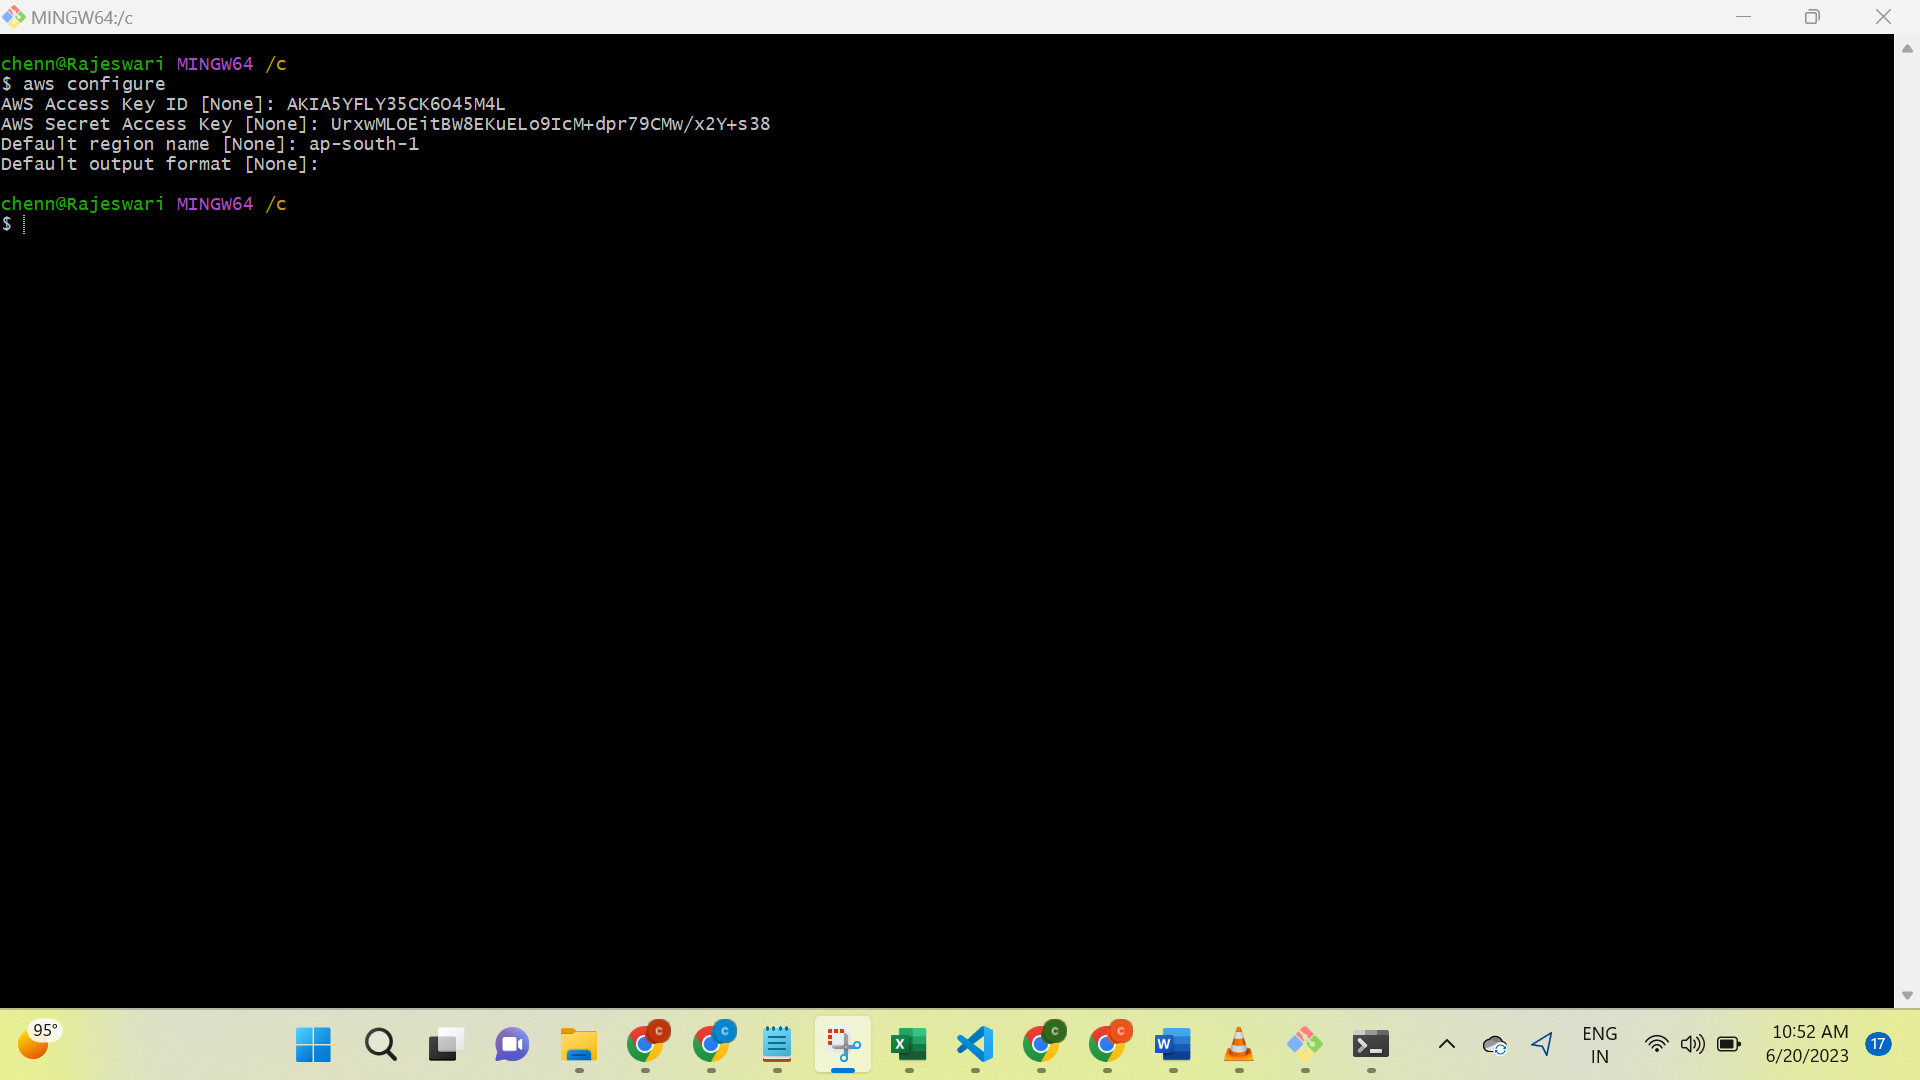 MINGW64:/c
chenn@Rajeswari MINGW64 /c
$ aws configure
AWS Access Key ID [None]: AKIA5YFLY35CK6O45M4L
AWS Secret Access Key [None]: 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
Default region name [None]: ap-south-1
Default output format [None]:
chenn@Rajeswari MINGW64 /c
$
95°
C
C
X
C
C
W
ENG
IN
10:52 AM
6/20/2023
17